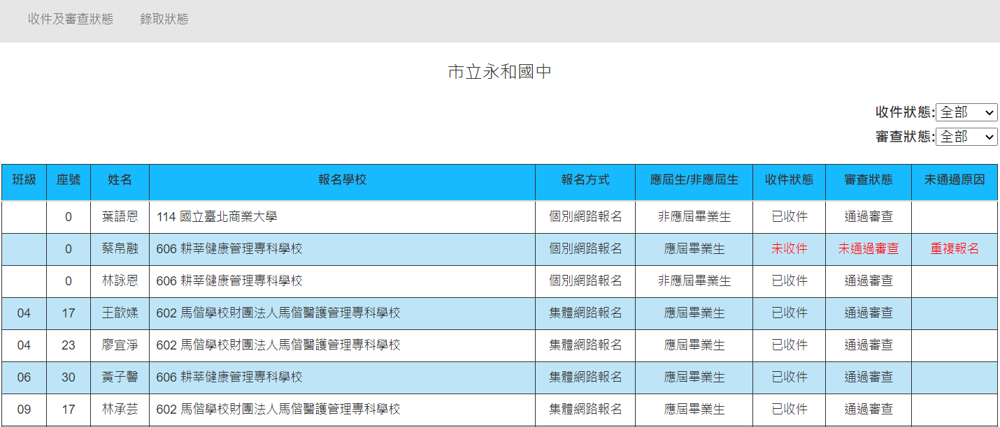 收件及審查狀態 錄取狀態
市立永和國中
收件狀態: 全部
審查狀態: 全部
班級 座號 姓名 報名學校 報名方式 應屆生/非應屆生 收件狀態 審查狀態 未通過原因
0 葉語恩 114 國立臺北商業大學 個別網路報名 非應屆畢業生 已收件 通過審查
0 蔡帛融 606 耕莘健康管理專科學校 個別網路報名 應屆畢業生 未收件 未通過審查 重複報名
0 林詠恩 606 耕莘健康管理專科學校 個別網路報名 非應屆畢業生 已收件 通過審查
04 17 王歆媃 602 馬偕學校財團法人馬偕醫護管理專科學校 集體網路報名 應屆畢業生 已收件 通過審查
04 23 廖宜淨 602 馬偕學校財團法人馬偕醫護管理專科學校 集體網路報名 應屆畢業生 已收件 通過審查
06 30 黃子馨 606 耕莘健康管理專科學校 集體網路報名 應屆畢業生 已收件 通過審查
09 17 林承芸 602 馬偕學校財團法人馬偕醫護管理專科學校 集體網路報名 應屆畢業生 已收件 通過審查